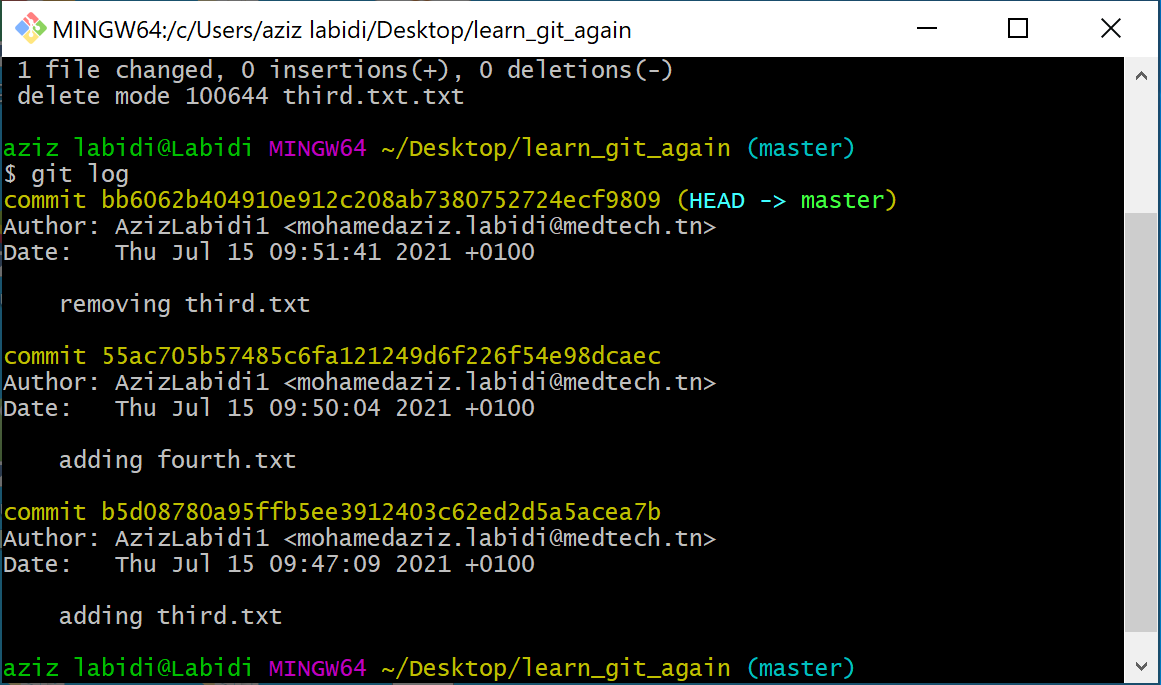 MINGW64:/c/Users/aziz labidi/Desktop/learn_git_again
1 file changed, 0 insertions(+), 0 deletions(-)
delete mode 100644 third.txt.txt
aziz labidi@Labidi MINGW64 ~/Desktop/learn_git_again (master)
$ git log
commit bb6062b404910e912c208ab7380752724ecf9809 (HEAD -> master)
Author: AzizLabidi1 <mohamedaziz.labidi@medtech.tn>
Date:   Thu Jul 15 09:51:41 2021 +0100
    removing third.txt
commit 55ac705b57485c6fa121249d6f226f54e98dcaec
Author: AzizLabidi1 <mohamedaziz.labidi@medtech.tn>
Date:   Thu Jul 15 09:50:04 2021 +0100
    adding fourth.txt
commit b5d08780a95ffb5ee3912403c62ed2d5a5acea7b
Author: AzizLabidi1 <mohamedaziz.labidi@medtech.tn>
Date:   Thu Jul 15 09:47:09 2021 +0100
    adding third.txt
aziz labidi@Labidi MINGW64 ~/Desktop/learn_git_again (master)